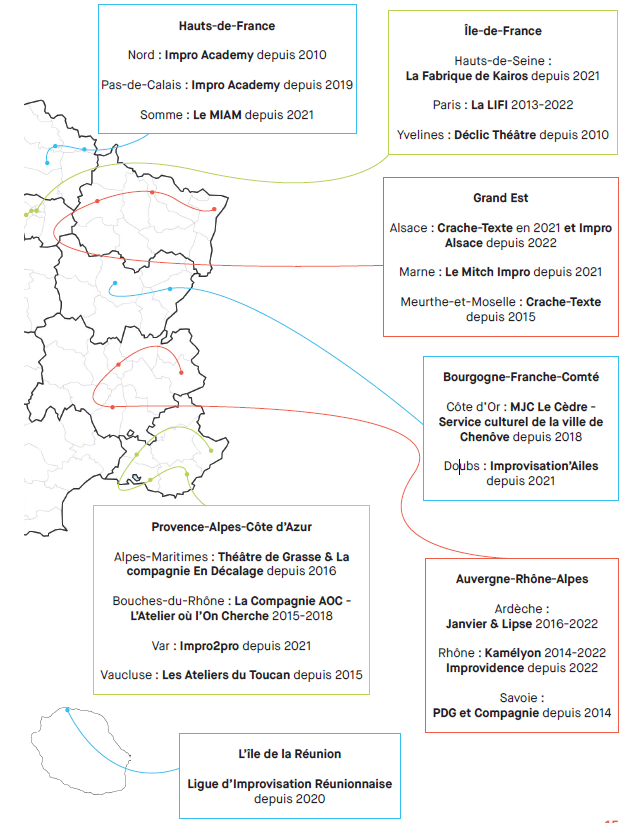 Hauts-de-France
Nord : Impro Academy depuis 2010
Pas-de-Calais : Impro Academy depuis 2019
Somme : Le MIAM depuis 2021
Île-de-France
Hauts-de-Seine :
La Fabrique de Kairos depuis 2021
Paris : La LIFI 2013-2022
Yvelines : Déclic Théâtre depuis 2010
Grand Est
Alsace : Crache-Texte en 2021 et Impro
Alsace depuis 2022
Marne : Le Mitch Impro depuis 2021
Meurthe-et-Moselle : Crache-Texte
depuis 2015
Bourgogne-Franche-Comté
Côte d'Or : MJC Le Cèdre -
Service culturel de la ville de
Chenôve depuis 2018
Doubs : Improvisation'Ailes
depuis 2021
Provence-Alpes-Côte d'Azur
Alpes-Maritimes : Théâtre de Grasse & La
compagnie En Décalage depuis 2016
Bouches-du-Rhône : La Compagnie AOC -
L'Atelier où l'On Cherche 2015-2018
Var : Impro2pro depuis 2021
Vaucluse : Les Ateliers du Toucan depuis 2015
Auvergne-Rhône-Alpes
Ardèche :
Janvier & Lipse 2016-2022
Rhône : Kamélyon 2014-2022
Improvidence depuis 2022
Savoie :
PDG et Compagnie depuis 2014
L'île de la Réunion
Ligue d'Improvisation Réunionnaise
depuis 2020